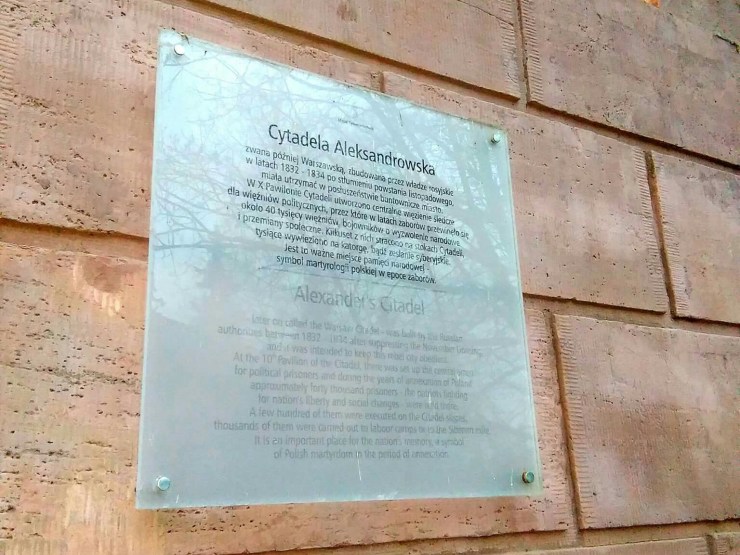 Cytadela Aleksandrowska
zwana później Warszawską, zbudowana przez władze rosyjskie
w latach 1832 - 1834 po stłumieniu powstania listopadowego,
miała utrzymać w posłuszeństwie buntownicze miasto.
W X Pawilonie Cytadeli utworzono centralne więzienie śledcze
dla więźniów politycznych, przez które w latach zaborów przewinęło się
około 40 tysięcy więźniów, bojowników o wyzwolenie narodowe
i przemiany społeczne. Kilkuset z nich stracono na stokach Cytadeli,
tysiące wywieziono na katorgę, bądź zesłanie syberyjskie.
Jest to ważne miejsce pamięci narodowej -
symbol martyrologii polskiej w epoce zaborów.
Alexander's Citadel
later on called the Warsaw Citadel - was built by the Russian
authorities between 1832 - 1834 after suppressing the November Uprising,
and it was intended to keep this city
At the 10th Pavilion of the Citadel, there was set up the central
for political prisoners and during the years of annexation of Poland
approximately forty thousand prisoners - the patriots fighting
for nation's liberty and social changes - were held there.
A few hundred of them were executed on the Citadel slopes,
thousands of them were carried out to labour camps or to the Siberian exile.
It is an important place for the nation's memory, a symbol
of Polish martyrdom in the period of annexation.